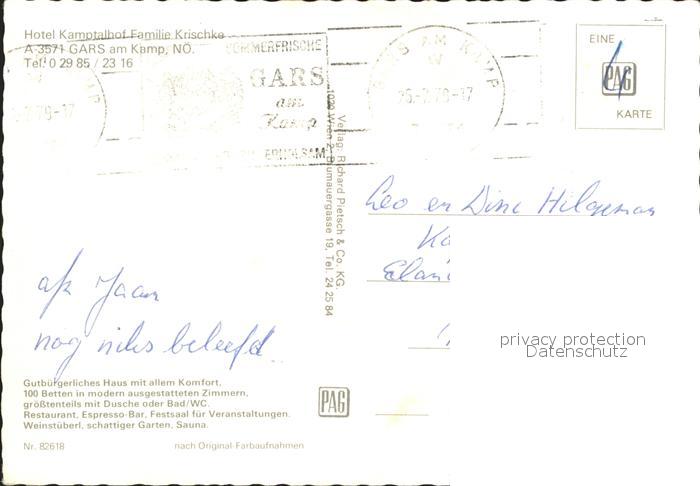 Hotel Kamptalhof Familie Krischke
A-3571 GARS am Kamp, NÖ.
Tel. 0 29 85 / 23 16
SOMMERFRISCHE
GARS
am
Kamp
ERHOLSAM
GARS AM KAMP
EINE
PAG
KARTE
Verlag: Richard Pietsch & Co. KG.
1020 Wien 2, Blumauergasse 19, Tel. 24 25 84
Leo en Dine
nog niks beleefd
privacy protection
Datenschutz
Gutbürgerliches Haus mit allem Komfort,
100 Betten in modern ausgestatteten Zimmern,
größtenteils mit Dusche oder Bad/WC.
Restaurant, Espresso-Bar, Festsaal für Veranstaltungen.
Weinstüberl, schattiger Garten, Sauna.
PAG
Nr. 82618
nach Original-Farbaufnahmen